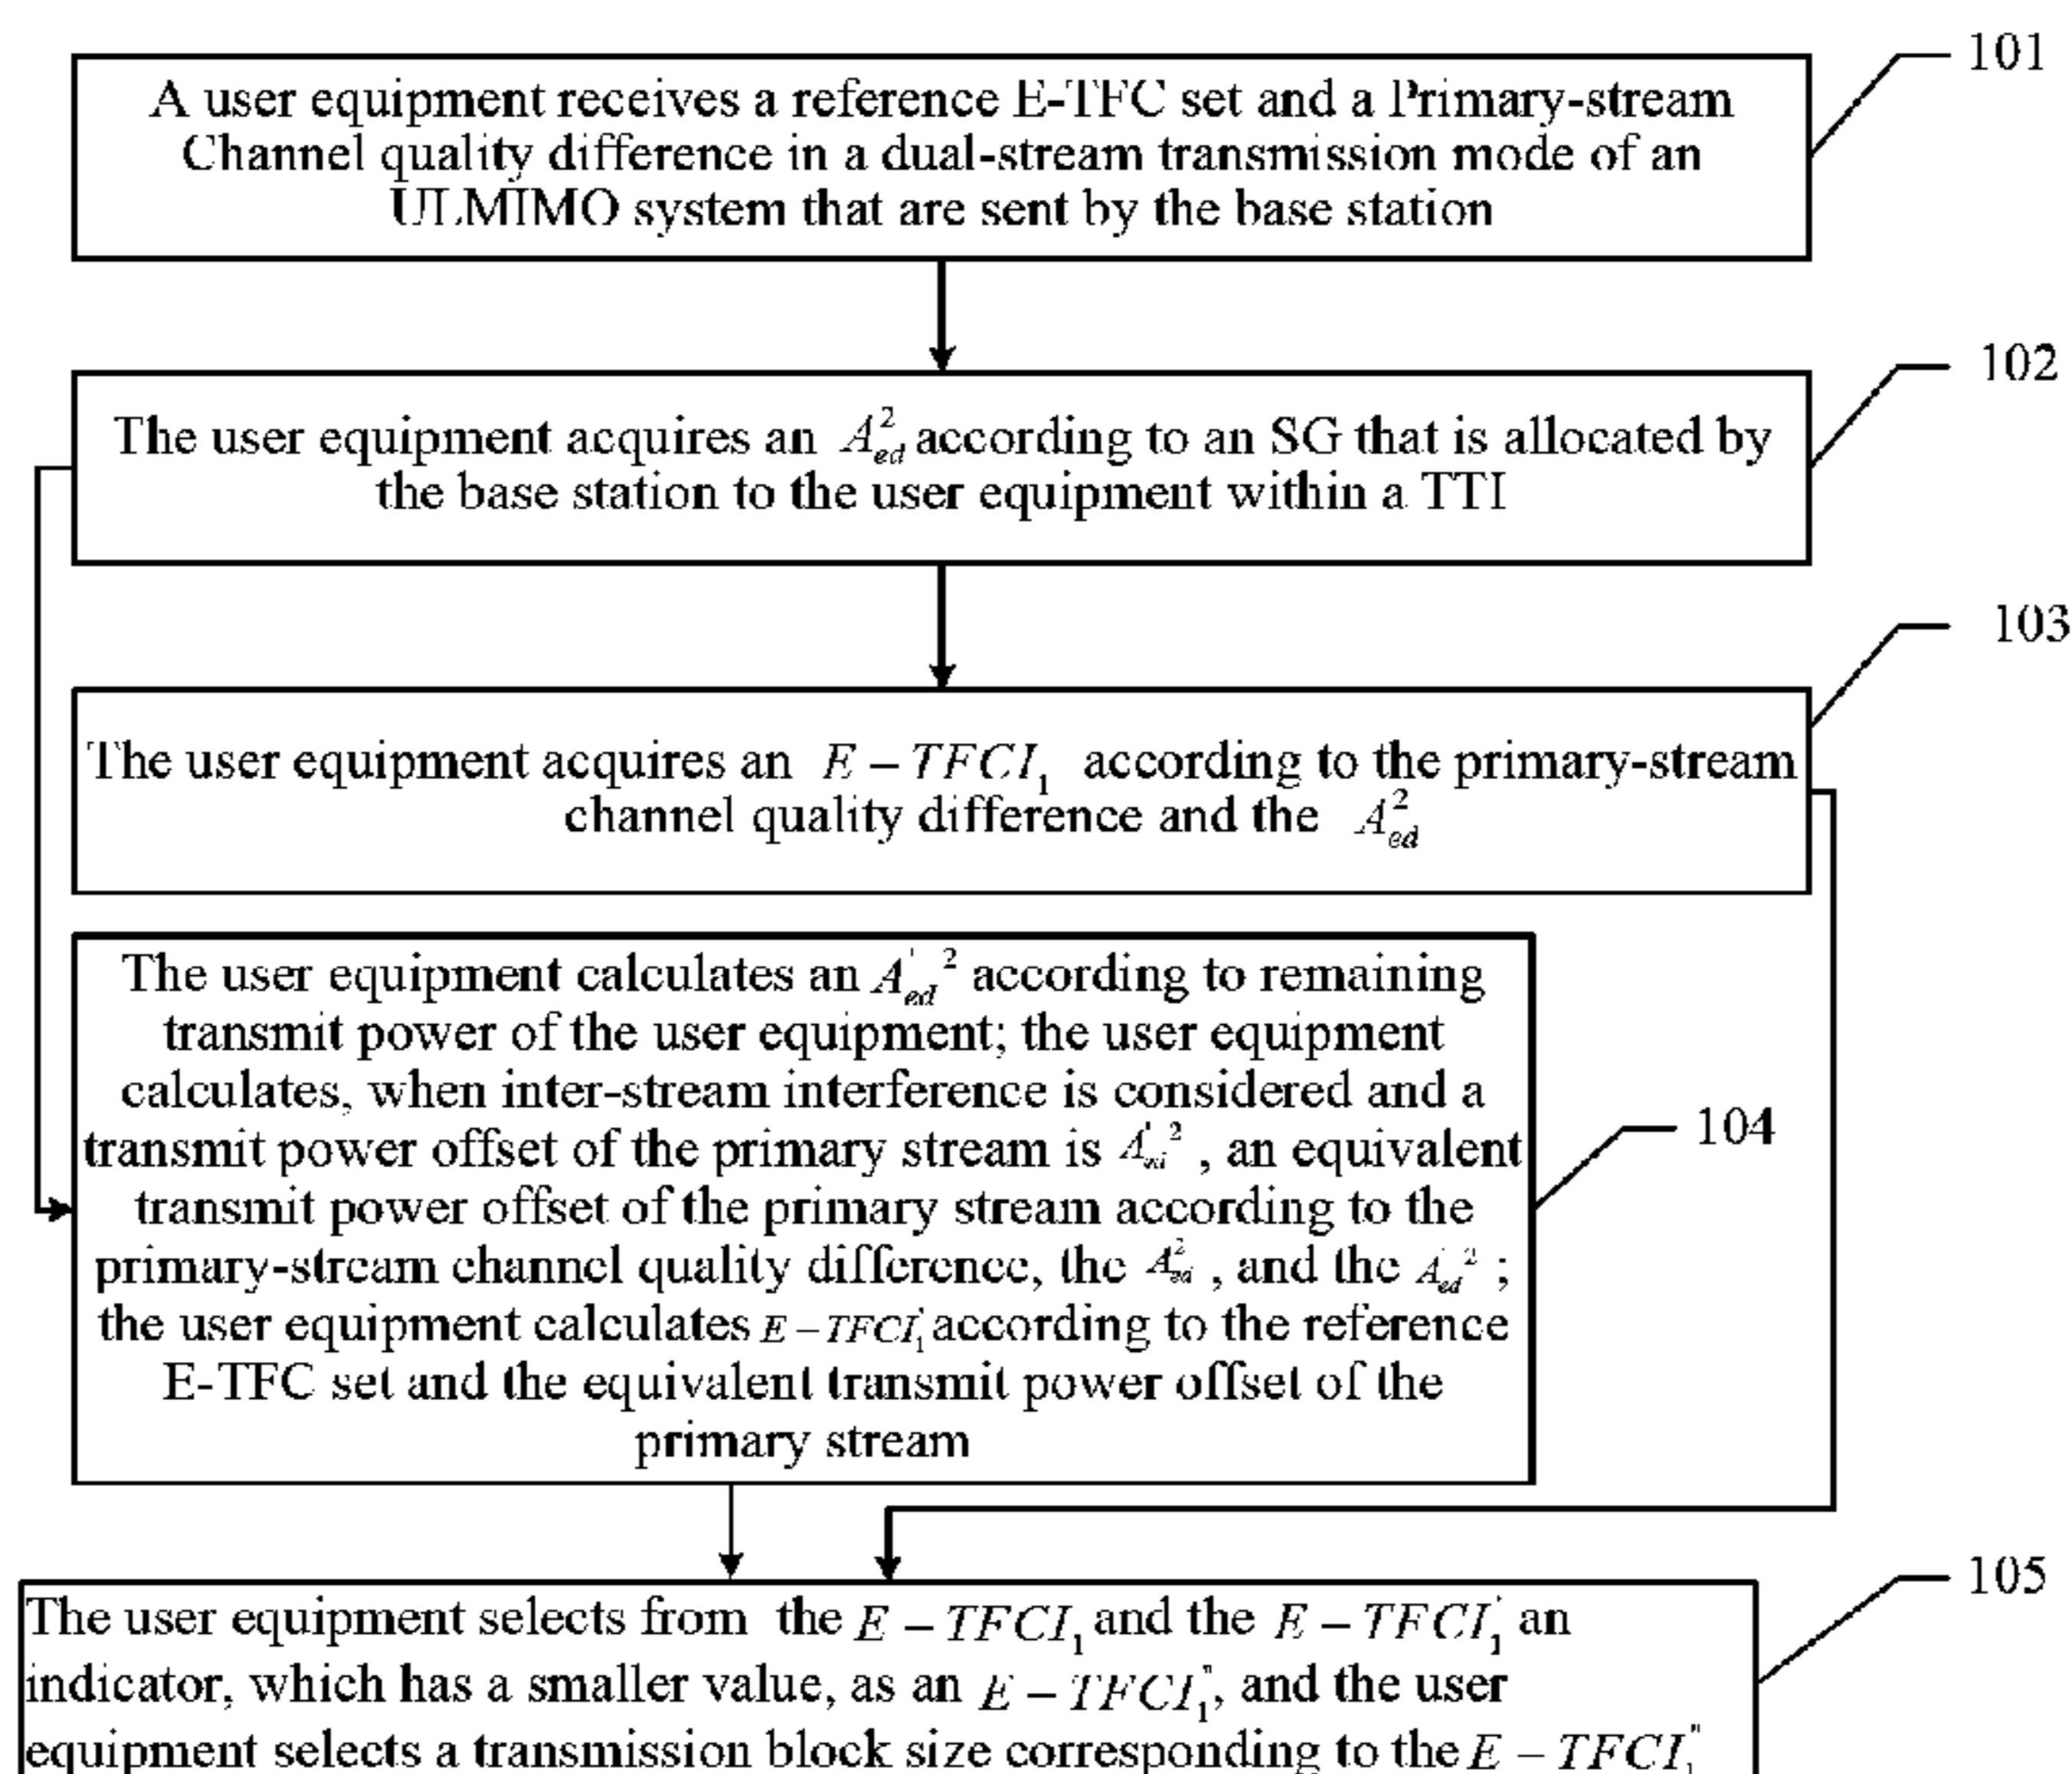 101
A user equipment receives a reference E-TFC set and a Primary-stream
Channel quality difference in a dual-stream transmission mode of an
ULMIMO system that are sent by the base station
102
The user equipment acquires an A²ed according to an SG that is allocated by
the base station to the user equipment within a TTI
103
The user equipment acquires an E – TFCI₁ according to the primary-stream
channel quality difference and the A²ed
The user equipment calculates an A'ed² according to remaining
transmit power of the user equipment; the user equipment
calculates, when inter-stream interference is considered and a
transmit power offset of the primary stream is A'ed², an equivalent
transmit power offset of the primary stream according to the
primary-stream channel quality difference, the A²ed, and the A'ed²;
the user equipment calculates E – TFCI₁' according to the reference
E-TFC set and the equivalent transmit power offset of the
primary stream
104
105
The user equipment selects from the E – TFCI₁ and the E – TFCI₁' an
indicator, which has a smaller value, as an E – TFCI₁", and the user
equipment selects a transmission block size corresponding to the E – TFCI₁"